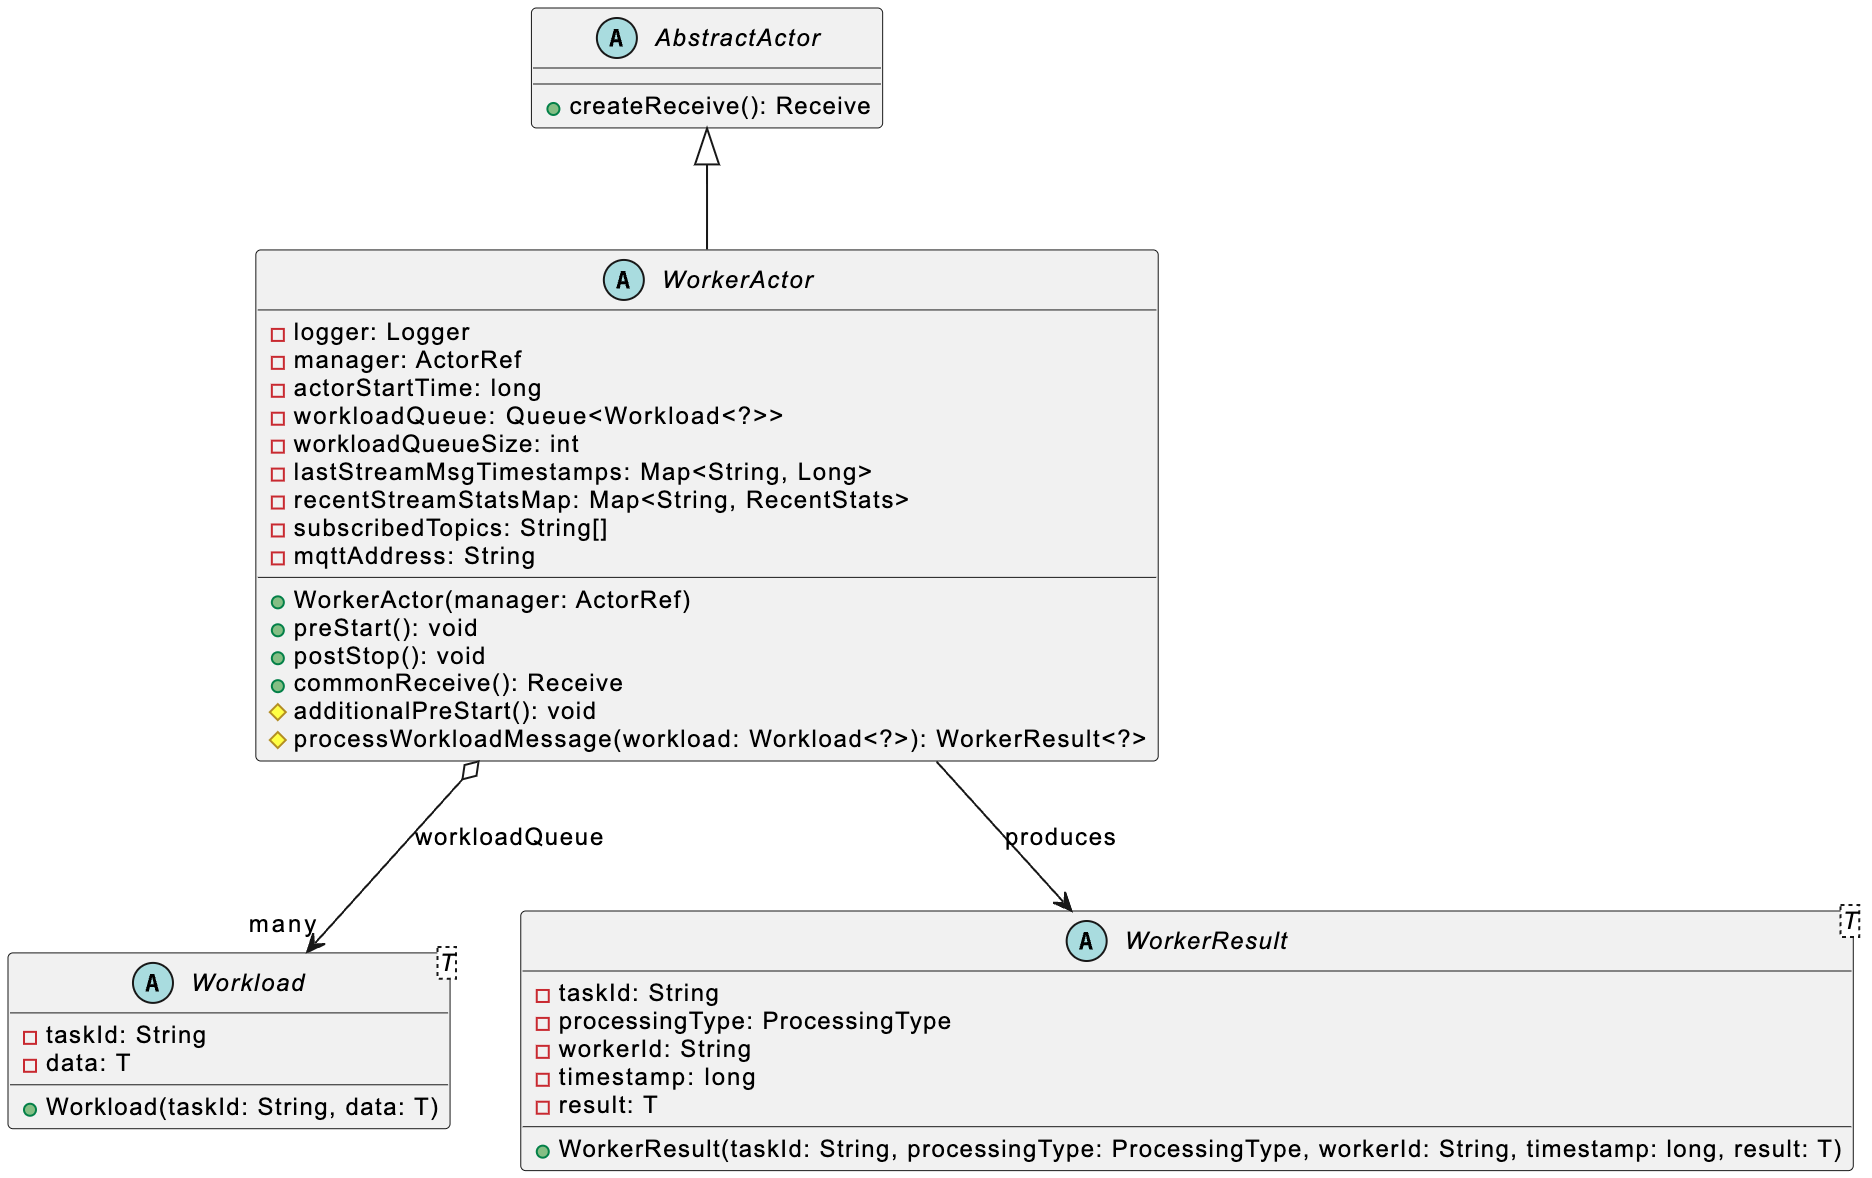 A AbstractActor
createReceive(): Receive
A WorkerActor
logger: Logger
manager: ActorRef
actorStartTime: long
workloadQueue: Queue<Workload<?>>
workloadQueueSize: int
lastStreamMsgTimestamps: Map<String, Long>
recentStreamStatsMap: Map<String, RecentStats>
subscribedTopics: String[]
mqttAddress: String
WorkerActor(manager: ActorRef)
preStart(): void
postStop(): void
commonReceive(): Receive
additionalPreStart(): void
processWorkloadMessage(workload: Workload<?>): WorkerResult<?>
workloadQueue
produces
many
A Workload
T
taskId: String
data: T
Workload(taskId: String, data: T)
A WorkerResult
T
taskId: String
processingType: ProcessingType
workerId: String
timestamp: long
result: T
WorkerResult(taskId: String, processingType: ProcessingType, workerId: String, timestamp: long, result: T)